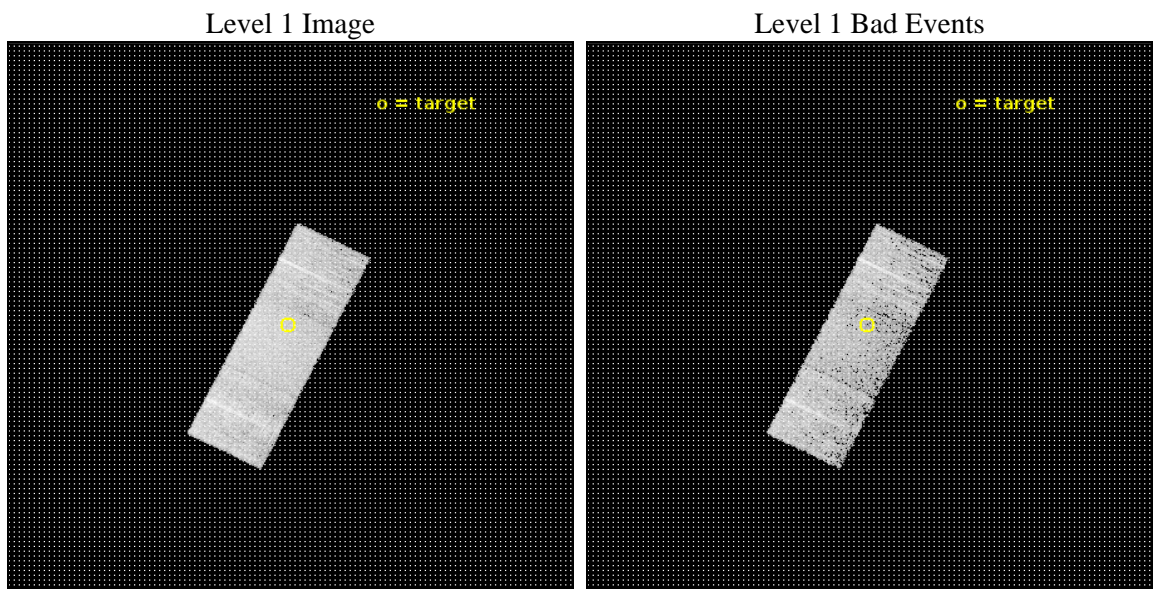 Level 1 Image
Level 1 Bad Events
o = target
o = target